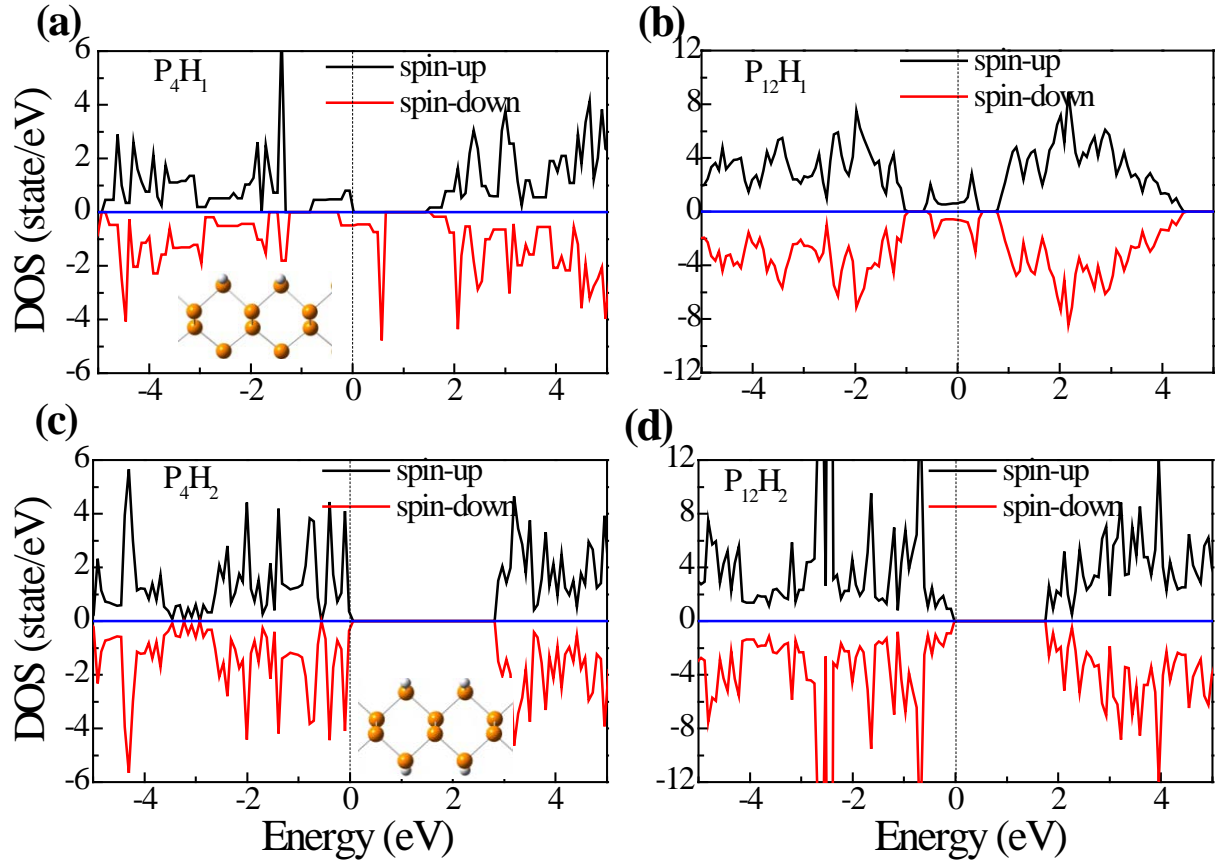 (a)
P₄H₁
spin-up
spin-down
DOS (state/eV)
6
4
2
0
-2
-4
-6
-4
-2
0
2
4
(b)
P₁₂H₁
spin-up
spin-down
12
8
4
0
-4
-8
-12
-4
-2
0
2
4
(c)
P₄H₂
spin-up
spin-down
DOS (state/eV)
6
4
2
0
-2
-4
-6
-4
-2
0
2
4
Energy (eV)
(d)
P₁₂H₂
spin-up
spin-down
12
8
4
0
-4
-8
-12
-4
-2
0
2
4
Energy (eV)